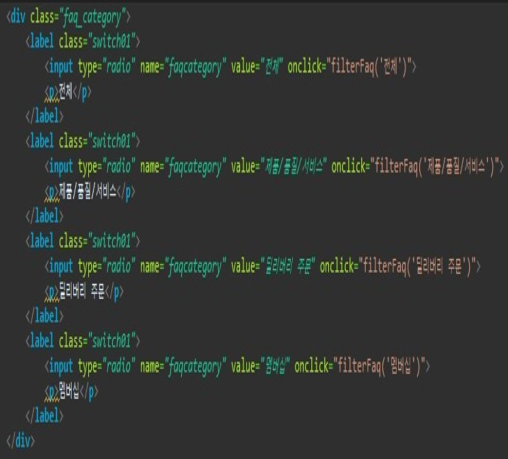 <div class="faq_category">
<label class="switch01">
<input type="radio" name="faqcategory" value="전체" onclick="filterFaq('전체')">
<p>전체</p>
</label>
<label class="switch01">
<input type="radio" name="faqcategory" value="제품/품질/서비스" onclick="filterFaq('제품/품질/서비스')">
<p>제품/품질/서비스</p>
</label>
<label class="switch01">
<input type="radio" name="faqcategory" value="딜리버리 주문" onclick="filterFaq('딜리버리 주문')">
<p>딜리버리 주문</p>
</label>
<label class="switch01">
<input type="radio" name="faqcategory" value="멤버십" onclick="filterFaq('멤버십')">
<p>멤버십</p>
</label>
</div>